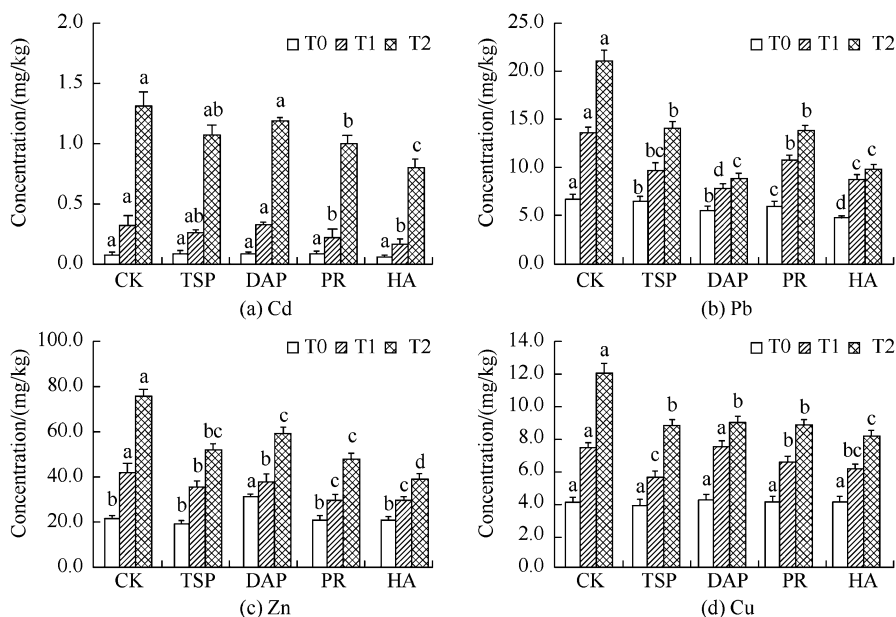 2.0
1.5
1.0
0.5
0.0
Concentration/(mg/kg)
T0 T1 T2
a a a
a ab ab
a a a
a b b
a b c
CK TSP DAP PR HA
(a) Cd
25.0
20.0
15.0
10.0
5.0
0.0
Concentration/(mg/kg)
T0 T1 T2
a a a
b bc b
b d c
c b b
d c c
CK TSP DAP PR HA
(b) Pb
100.0
80.0
60.0
40.0
20.0
0.0
Concentration/(mg/kg)
T0 T1 T2
b a a
b b bc
a b c
b c b
b c d
CK TSP DAP PR HA
(c) Zn
14.0
12.0
10.0
8.0
6.0
4.0
2.0
0.0
Concentration/(mg/kg)
T0 T1 T2
a a a
a c b
a a b
a b b
a bc c
CK TSP DAP PR HA
(d) Cu